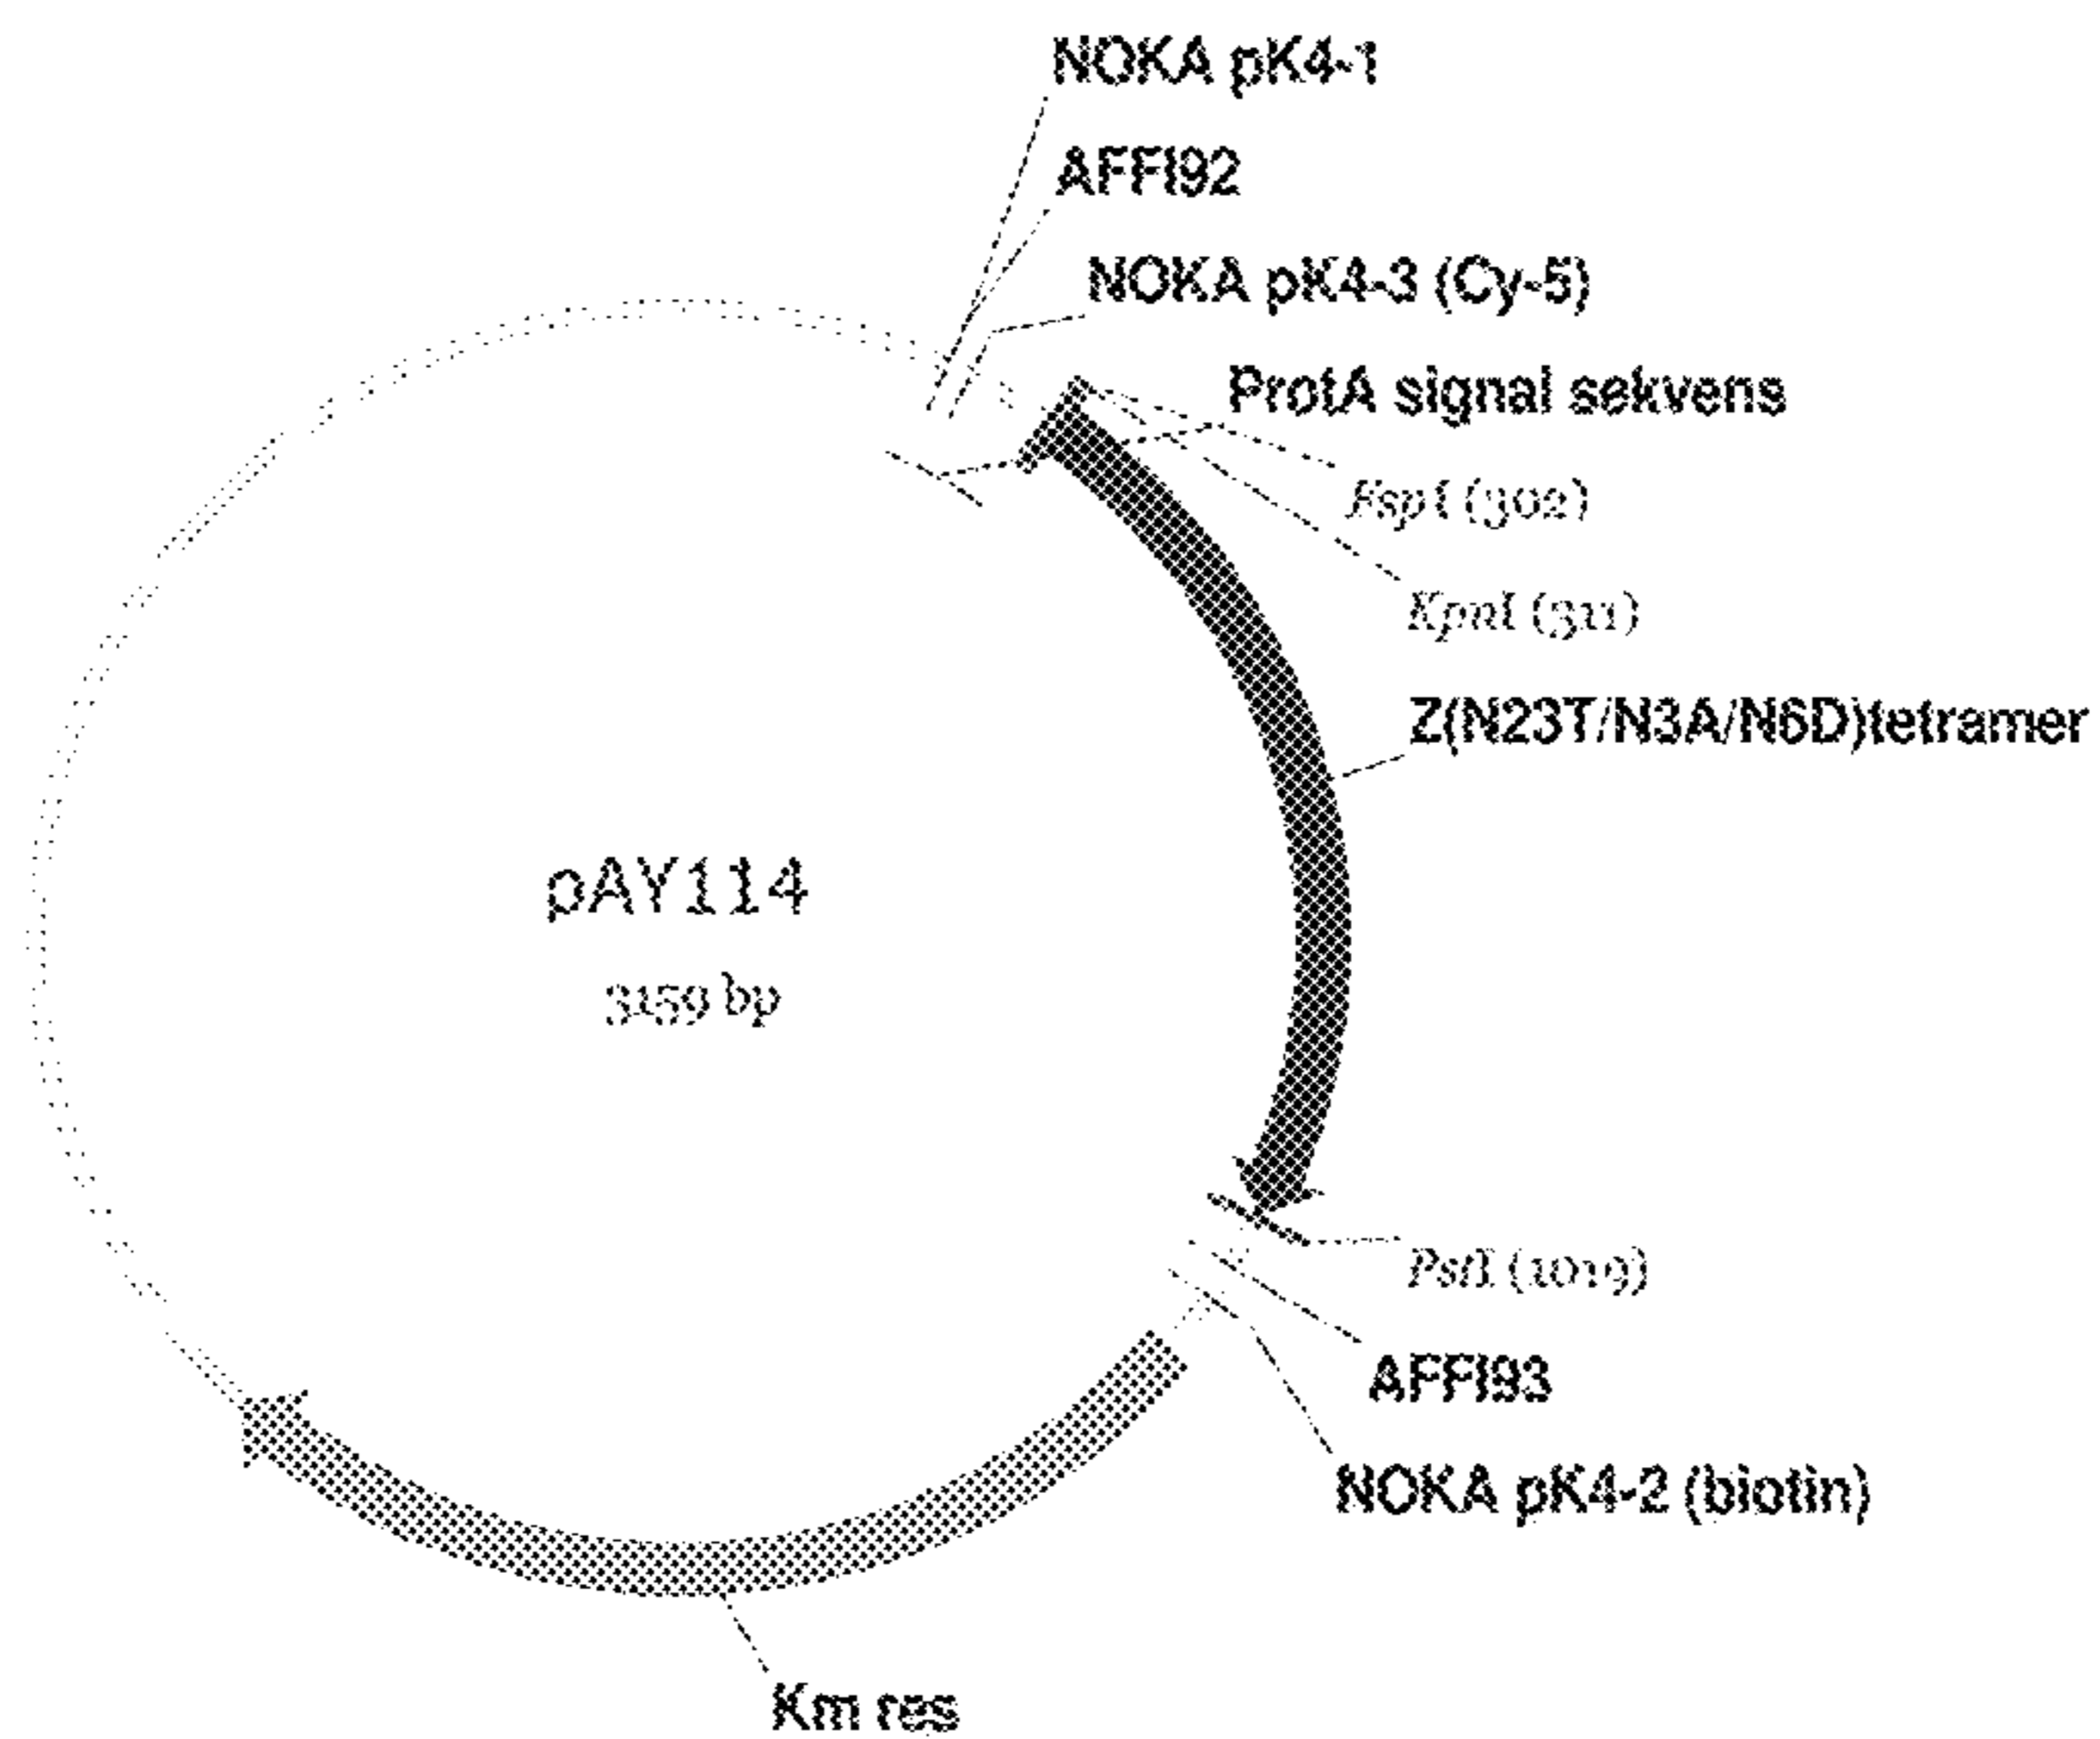 NOKA pK4-1
AFFI92
NOKA pK4-3 (Cy-5)
ProtA signal sekvens
FspI (302)
KpnI (311)
Z(N23T/N3A/N6D)tetramer
pAY114
3159 bp
PstI (1019)
AFFI93
NOKA pK4-2 (biotin)
Km res